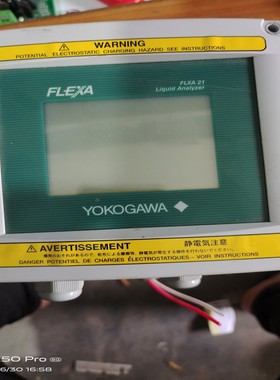 ⚠ WARNING
POTENTIAL ELECTROSTATIC CHARGING HAZARD SEE INSTRUCTIONS
FLEXA
FLXA 21
Liquid Analyzer
YOKOGAWA
⚠ AVERTISSEMENT
静電気注意
DANGER POTENTIEL DE CHARGES ÉLECTROSTATIQUES - VOIR INSTRUCTIONS
50 Pro 5G
6/30 16:58